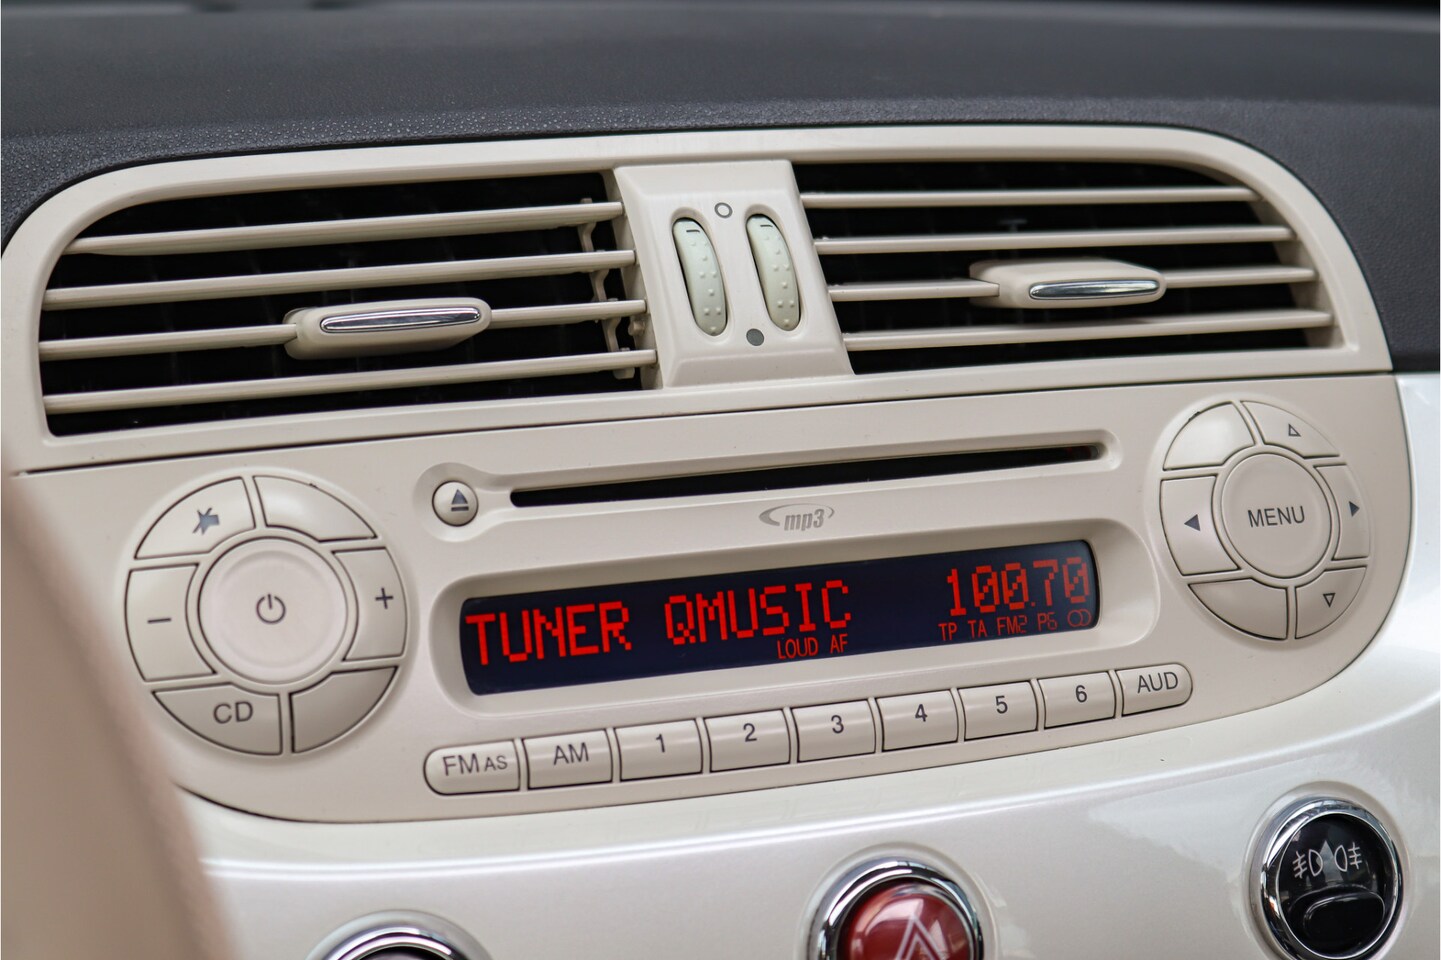 mp3
TUNER QMUSIC 100.70
LOUD AF TP TA FM2 P6
MENU
CD
FM AS AM 1 2 3 4 5 6 AUD